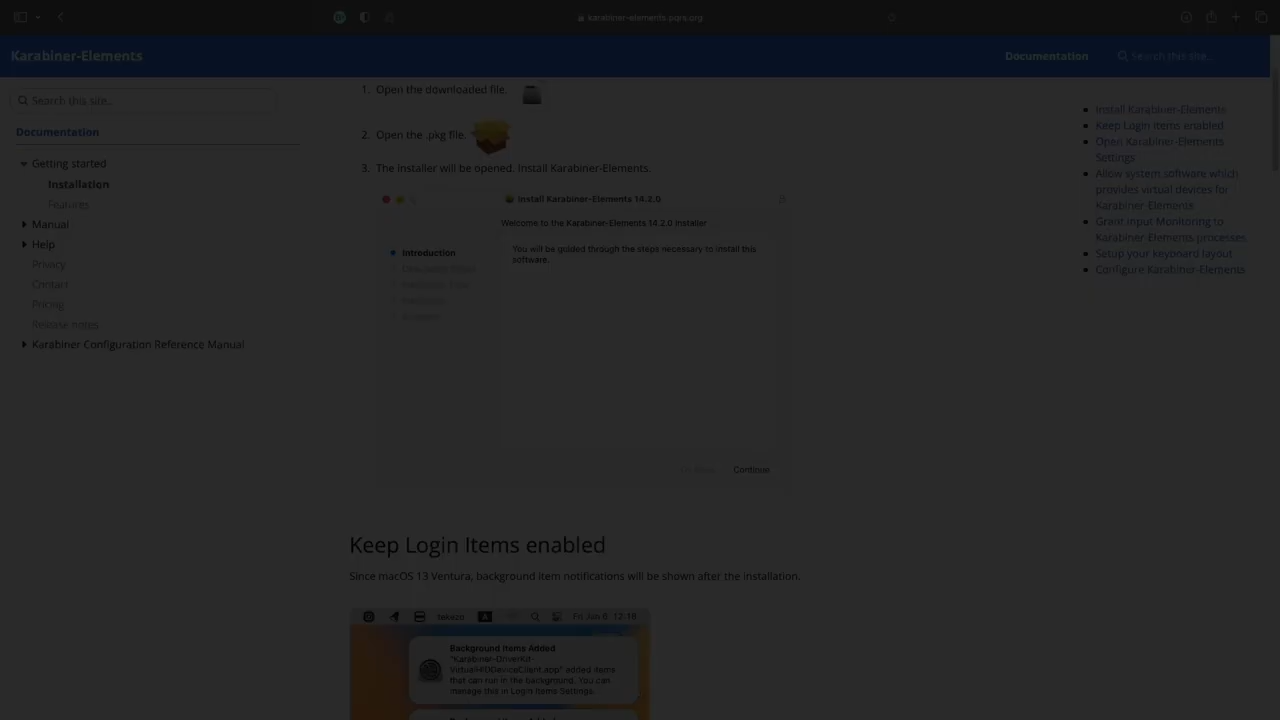 karabiner-elements.pqrs.org
Karabiner-Elements
Documentation
Search this site...
Search this site...
Documentation
Getting started
Installation
Features
Manual
Help
Privacy
Contact
Pricing
Release notes
Karabiner Configuration Reference Manual
1. Open the downloaded file.
2. Open the .pkg file.
3. The installer will be opened. Install Karabiner-Elements.
Install Karabiner-Elements 14.2.0
Welcome to the Karabiner-Elements 14.2.0 Installer
Introduction
You will be guided through the steps necessary to install this
software.
Go Back
Continue
Keep Login Items enabled
Since macOS 13 Ventura, background item notifications will be shown after the installation.
tekezo
A
Fri Jun 6 12:18
Background Items Added
"Karabiner-DriverKit-
VirtualHIDDeviceClient.app" added items
that can run in the background. You can
manage this in Login Items Settings.
Install Karabiner-Elements
Keep Login Items enabled
Open Karabiner-Elements
Settings
Allow system software which
provides virtual devices for
Karabiner-Elements
Grant Input Monitoring to
Karabiner-Elements processes
Setup your keyboard layout
Configure Karabiner-Elements